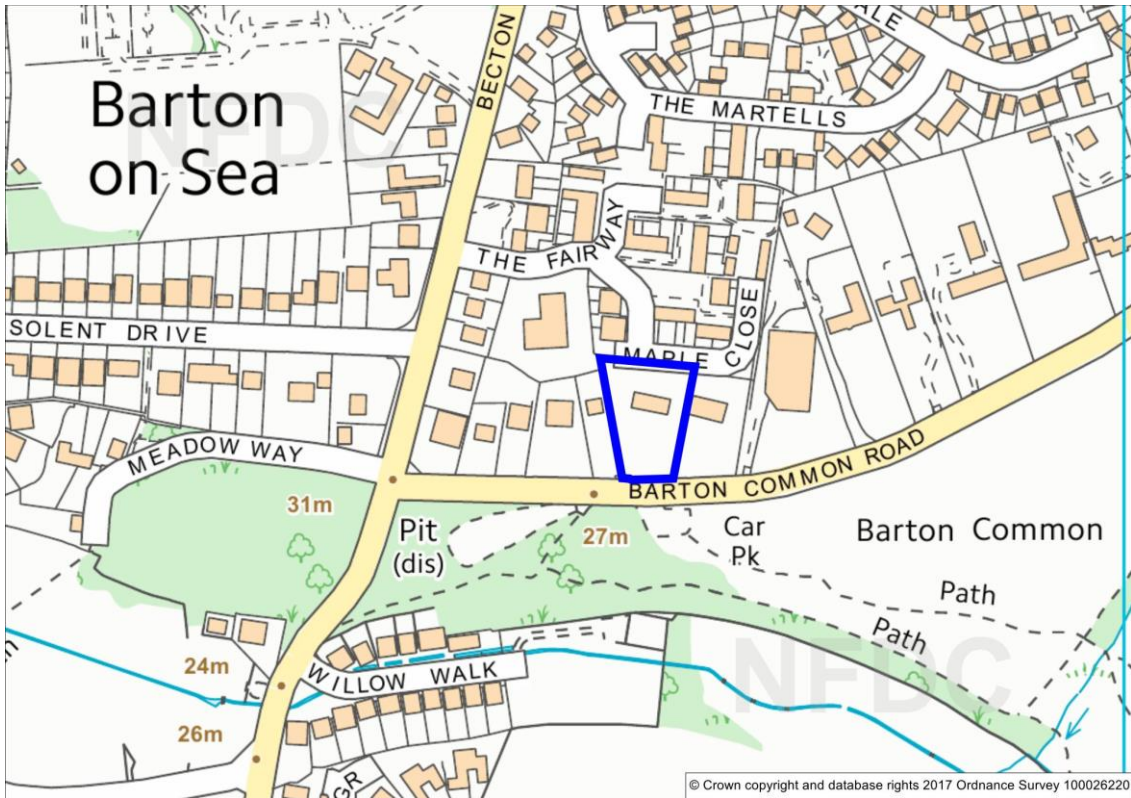 ALE
BECTON
THE MARTELLS
Barton
on Sea
NFDC
THE FAIRWAY
SOLENT DRIVE
MAPLE CLOSE
MEADOW WAY
BARTON COMMON ROAD
31m
Pit
(dis)
27m
Car
Pk
Barton Common
Path
Path
24m
WILLOW WALK
NFDC
26m
GR
© Crown copyright and database rights 2017 Ordnance Survey 100026220